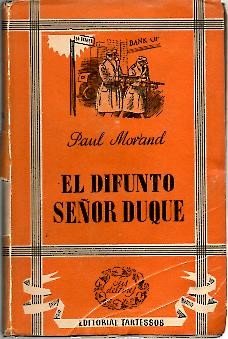 BANK OF
Paul Morand
EL DIFUNTO
SEÑOR DUQUE
EDITORIAL TARTESSOS